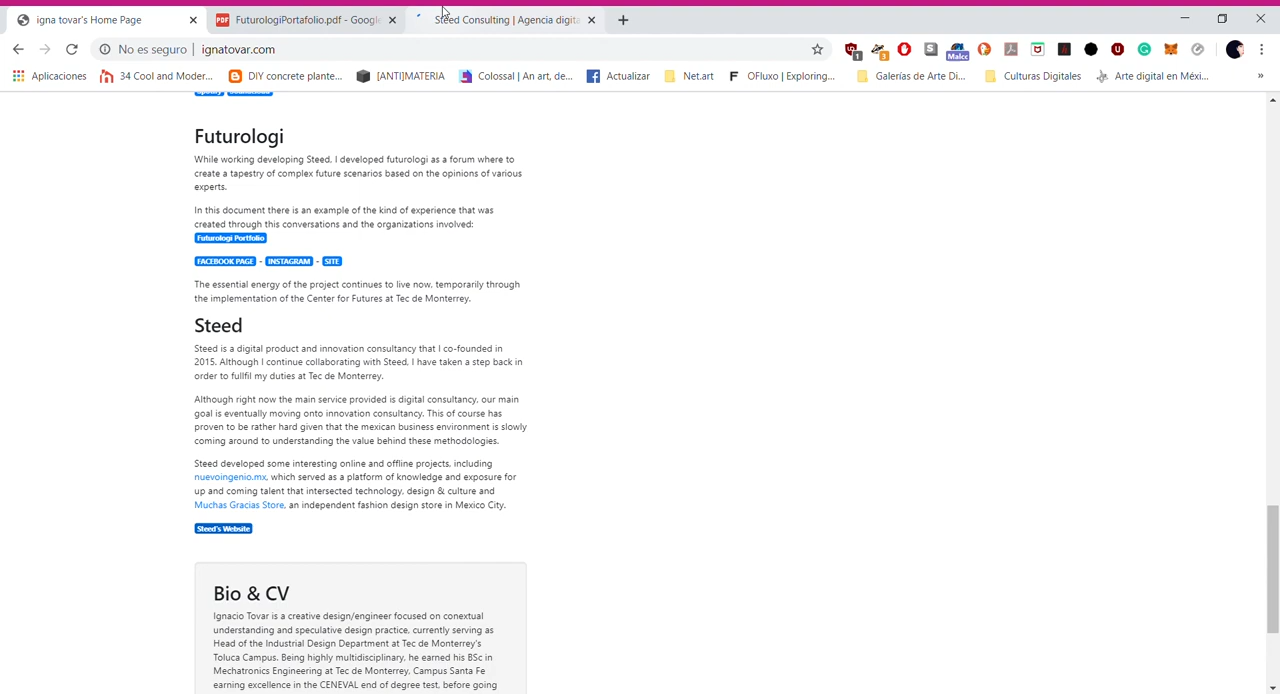 igna tovar's Home Page
PDF FuturologiPortafolio.pdf - Google
Steed Consulting | Agencia digita
No es seguro | ignatovar.com
1 3 S Malcc
Aplicaciones 34 Cool and Moder... DIY concrete plante... [ANTI]MATERIA Colossal | An art, de... Actualizar Net.art OFluxo | Exploring... Galerías de Arte Di... Culturas Digitales Arte digital en Méxi... »
Futurologi
While working developing Steed, I developed futurologi as a forum where to
create a tapestry of complex future scenarios based on the opinions of various
experts.
In this document there is an example of the kind of experience that was
created through this conversations and the organizations involved:
Futurologi Portfolio
FACEBOOK PAGE - INSTAGRAM - SITE
The essential energy of the project continues to live now, temporarily through
the implementation of the Center for Futures at Tec de Monterrey.
Steed
Steed is a digital product and innovation consultancy that I co-founded in
2015. Although I continue collaborating with Steed, I have taken a step back in
order to fullfil my duties at Tec de Monterrey.
Although right now the main service provided is digital consultancy, our main
goal is eventually moving onto innovation consultancy. This of course has
proven to be rather hard given that the mexican business environment is slowly
coming around to understanding the value behind these methodologies.
Steed developed some interesting online and offline projects, including
nuevoingenio.mx, which served as a platform of knowledge and exposure for
up and coming talent that intersected technology, design & culture and
Muchas Gracias Store, an independent fashion design store in Mexico City.
Steed's Website
Bio & CV
Ignacio Tovar is a creative design/engineer focused on conextual
understanding and speculative design practice, currently serving as
Head of the Industrial Design Department at Tec de Monterrey's
Toluca Campus. Being highly multidisciplinary, he earned his BSc in
Mechatronics Engineering at Tec de Monterrey, Campus Santa Fe
earning excellence in the CENEVAL end of degree test, before going